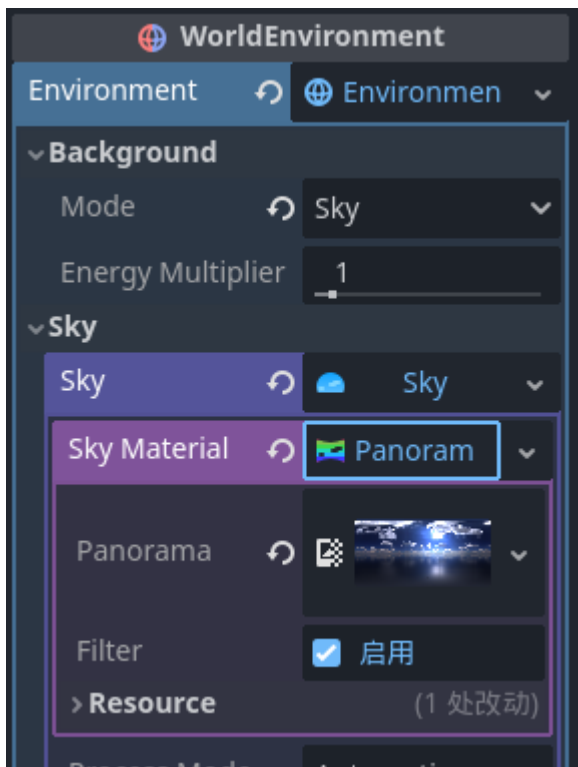 WorldEnvironment
Environment Environmen
Background
Mode Sky
Energy Multiplier 1
Sky
Sky Sky
Sky Material Panoram
Panorama
Filter 启用
Resource (1 处改动)